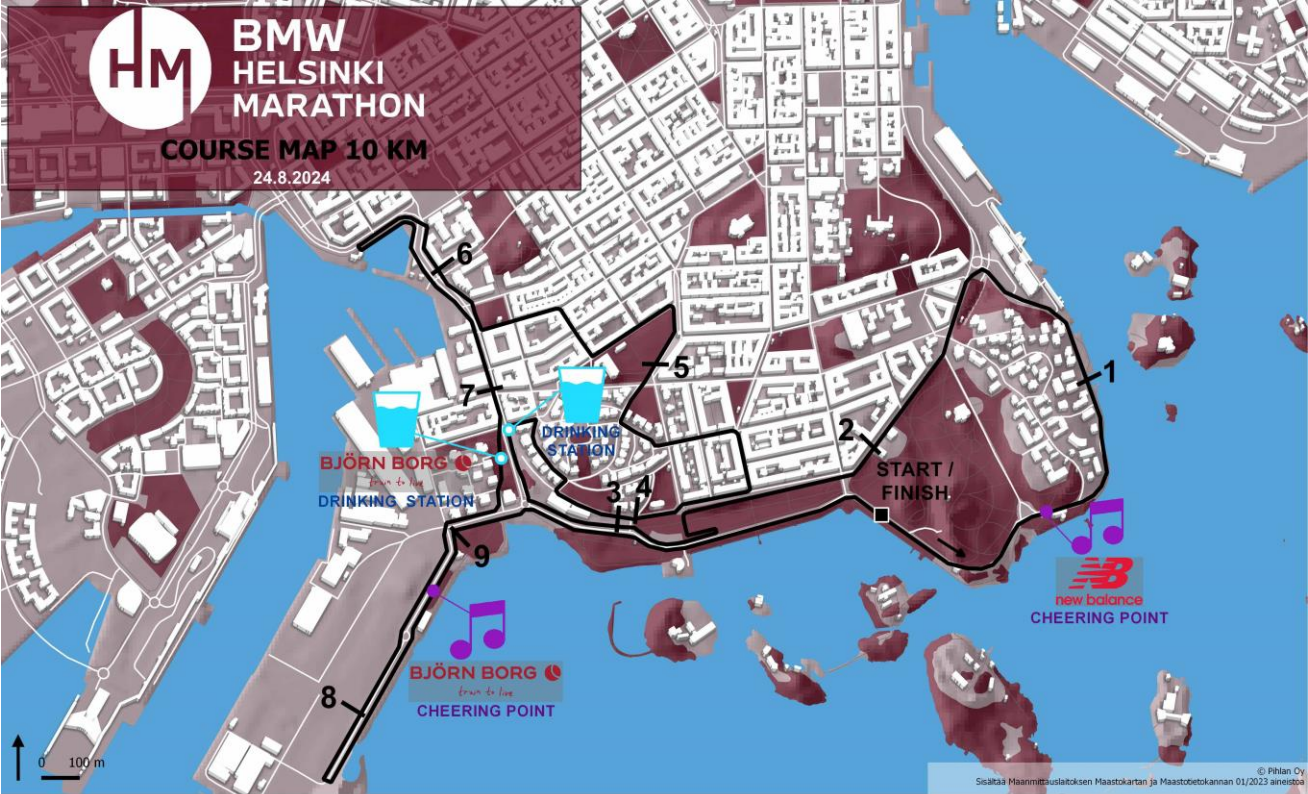 HM
BMW
HELSINKI
MARATHON
COURSE MAP 10 KM
24.8.2024
6
5
1
7
2
DRINKING
STATION
BJÖRN BORG
train to live
DRINKING STATION
START /
FINISH
3
4
9
NB
new balance
CHEERING POINT
8
BJÖRN BORG
train to live
CHEERING POINT
0 100 m
© Pihlan Oy
Sisältää Maanmittauslaitoksen Maastokartan ja Maastotietokannan 01/2023 aineistoa